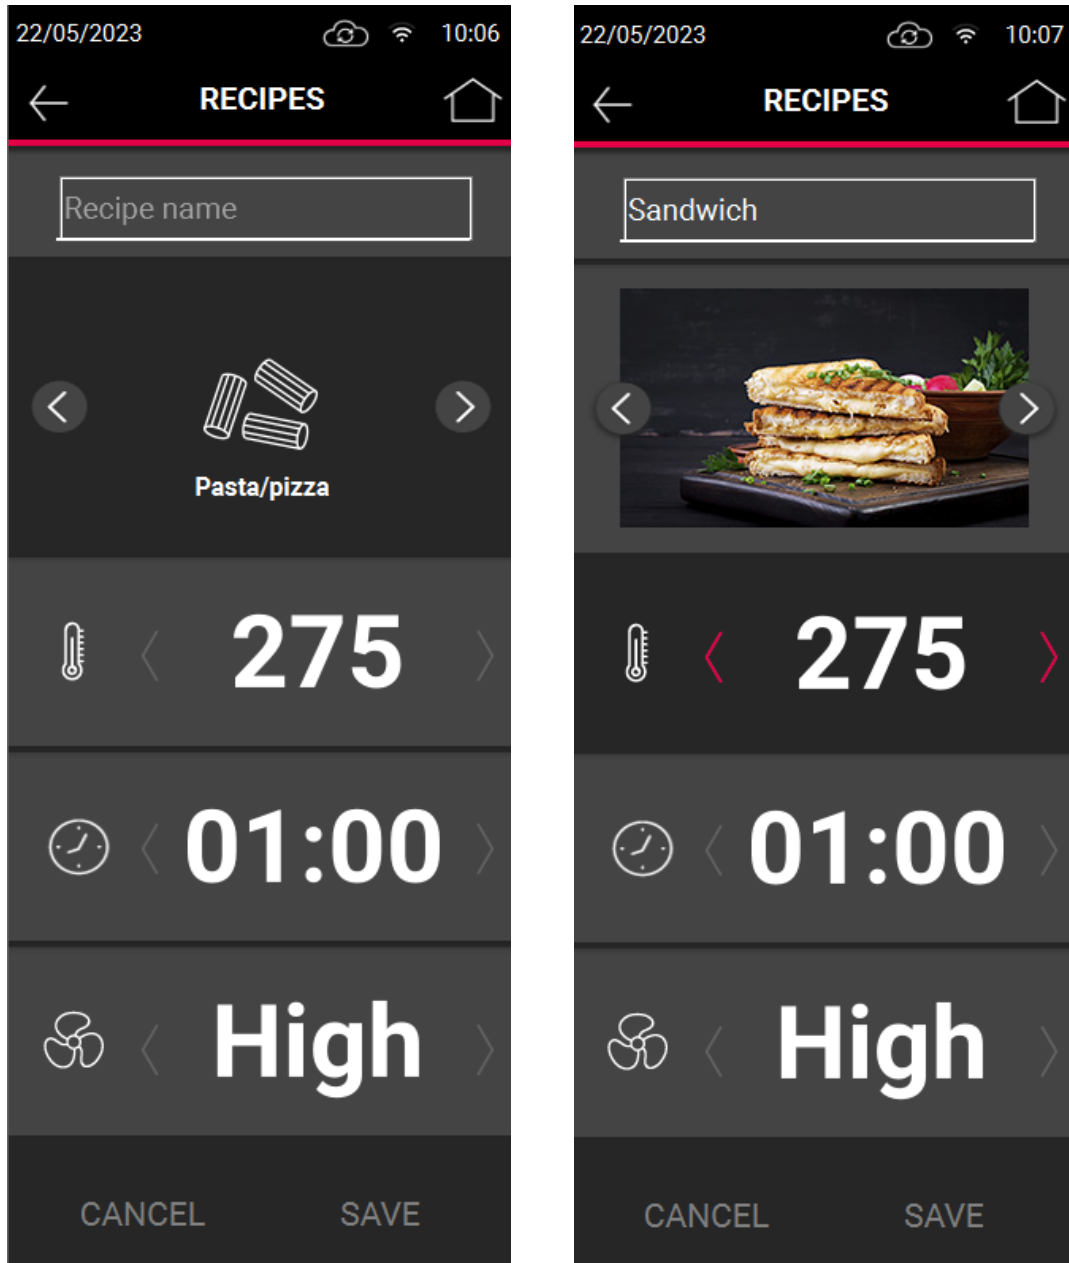 22/05/2023 10:06
RECIPES
Recipe name
Pasta/pizza
275
01:00
High
CANCEL SAVE
22/05/2023 10:07
RECIPES
Sandwich
275
01:00
High
CANCEL SAVE